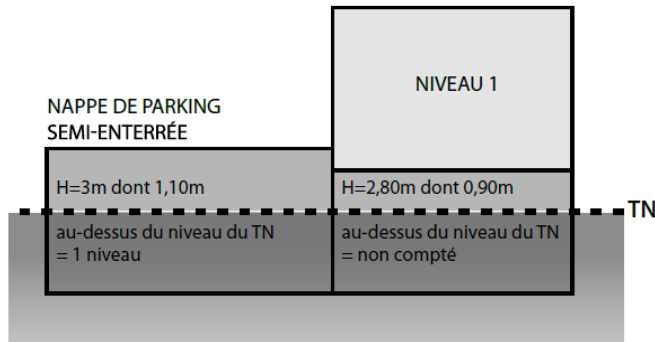 NIVEAU 1
NAPPE DE PARKING
SEMI-ENTERRÉE
H=3m dont 1,10m
H=2,80m dont 0,90m
TN
au-dessus du niveau du TN
= 1 niveau
au-dessus du niveau du TN
= non compté